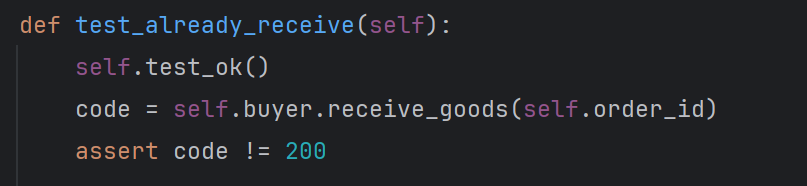 def test_already_receive(self):
    self.test_ok()
    code = self.buyer.receive_goods(self.order_id)
    assert code != 200